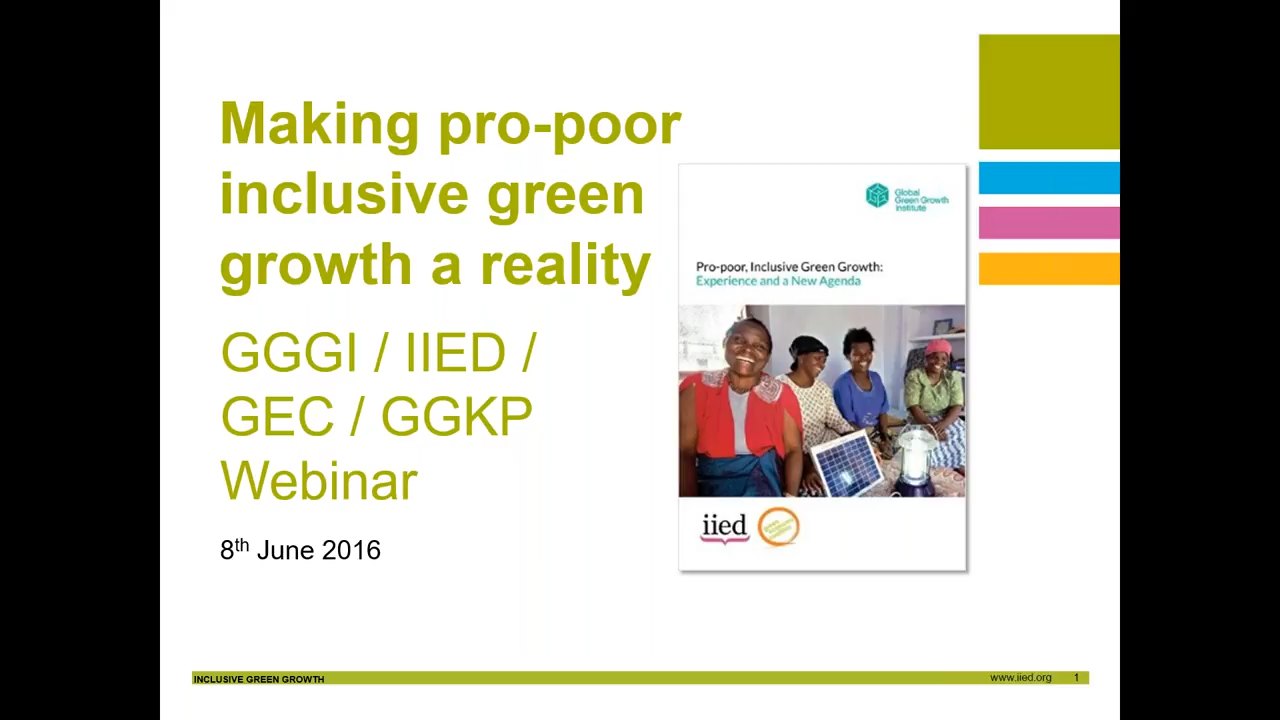 Making pro-poor
inclusive green
growth a reality
GGGI / IIED /
GEC / GGKP
Webinar
8th June 2016
Global
Green Growth
Institute
Pro-poor, Inclusive Green Growth:
Experience and a New Agenda
iied
INCLUSIVE GREEN GROWTH
www.iied.org 1